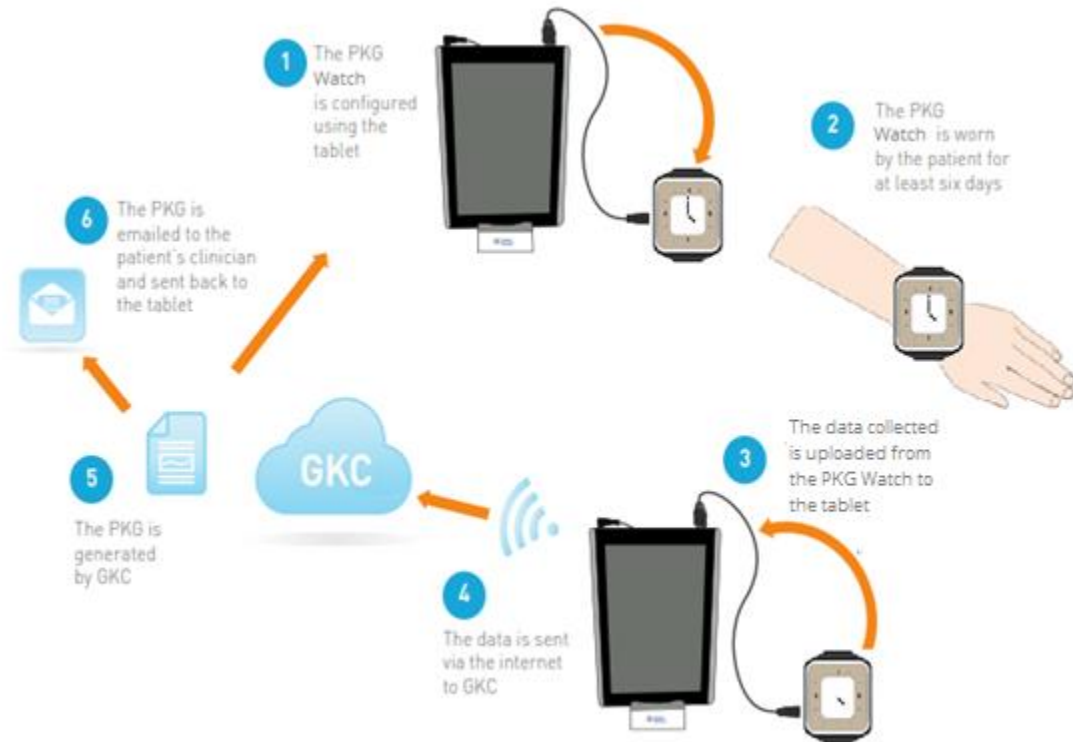 1
The PKG
Watch
is configured
using the
tablet
2
The PKG
Watch is worn
by the patient for
at least six days
3
The data collected
is uploaded from
the PKG Watch to
the tablet
4
The data is sent
via the internet
to GKC
GKC
5
The PKG is
generated
by GKC
6
The PKG is
emailed to the
patient's clinician
and sent back to
the tablet